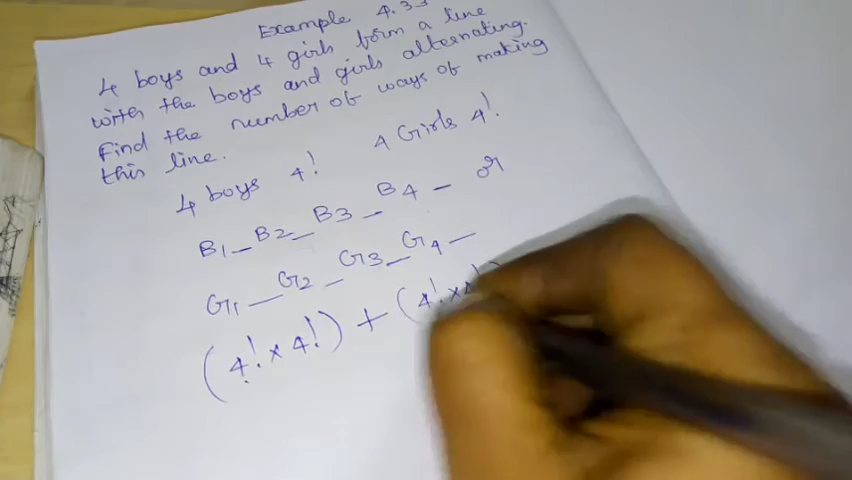 Example 4.33
4 boys and 4 girls form a line
with the boys and girls alternating.
Find the number of ways of making
this line.
4 boys 4! 4 Girls 4!
B1 _ B2 _ B3 _ B4 _ or
G1 _ G2 _ G3 _ G4 _
(4! × 4!) + (4! × 4!)